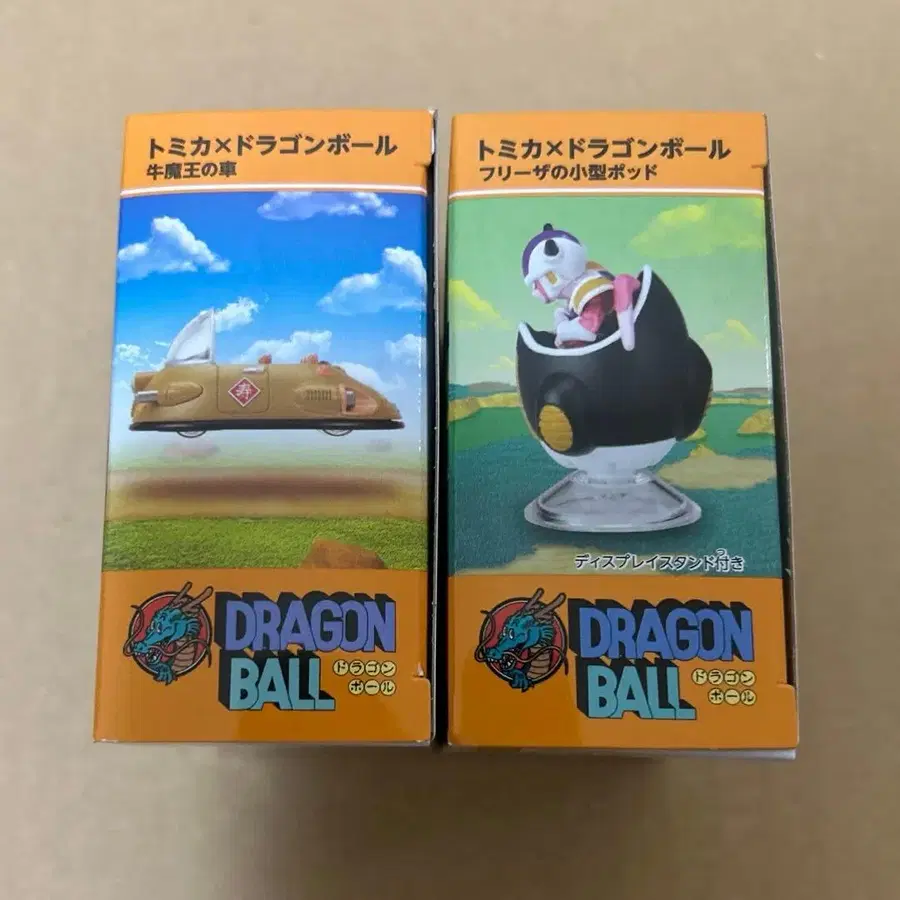 トミカ×ドラゴンボール
牛魔王の車
寿
DRAGON
BALL
ドラゴン
ボール
トミカ×ドラゴンボール
フリーザの小型ポッド
ディスプレイスタンド付き
つ
DRAGON
BALL
ドラゴン
ボール